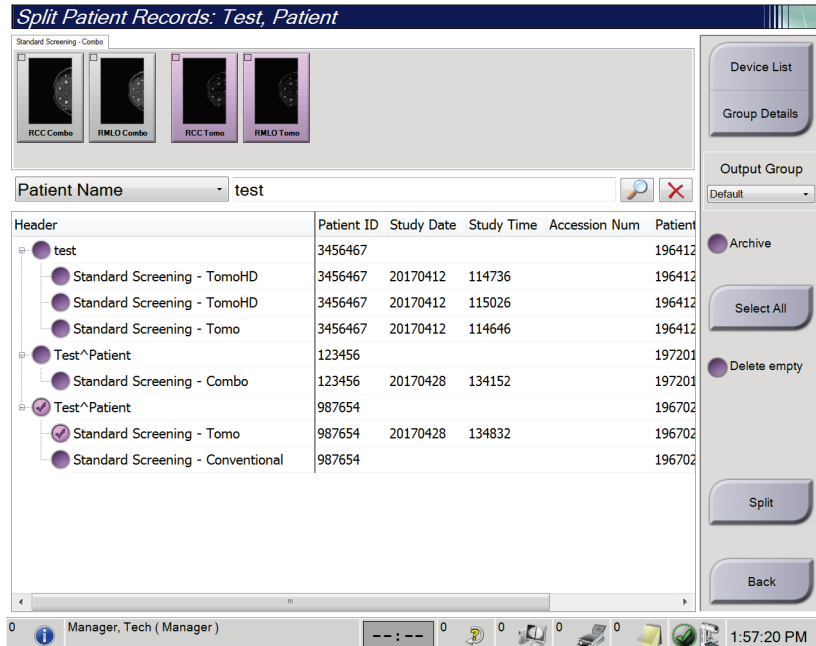 Split Patient Records: Test, Patient
Standard Screening - Combo
RCC Combo RMLO Combo RCC Tomo RMLO Tomo
Device List
Group Details
Output Group
Default
Patient Name test
Header Patient ID Study Date Study Time Accession Num Patient
test 3456467 196412
Archive
Standard Screening - TomoHD 3456467 20170412 114736 196412
Standard Screening - TomoHD 3456467 20170412 115026 196412
Select All
Standard Screening - Tomo 3456467 20170412 114646 196412
Test^Patient 123456 197201
Delete empty
Standard Screening - Combo 123456 20170428 134152 197201
Test^Patient 987654 196702
Standard Screening - Tomo 987654 20170428 134832 196702
Standard Screening - Conventional 987654 196702
Split
Back
0 Manager, Tech ( Manager ) --:-- 0 0 0 0 1:57:20 PM